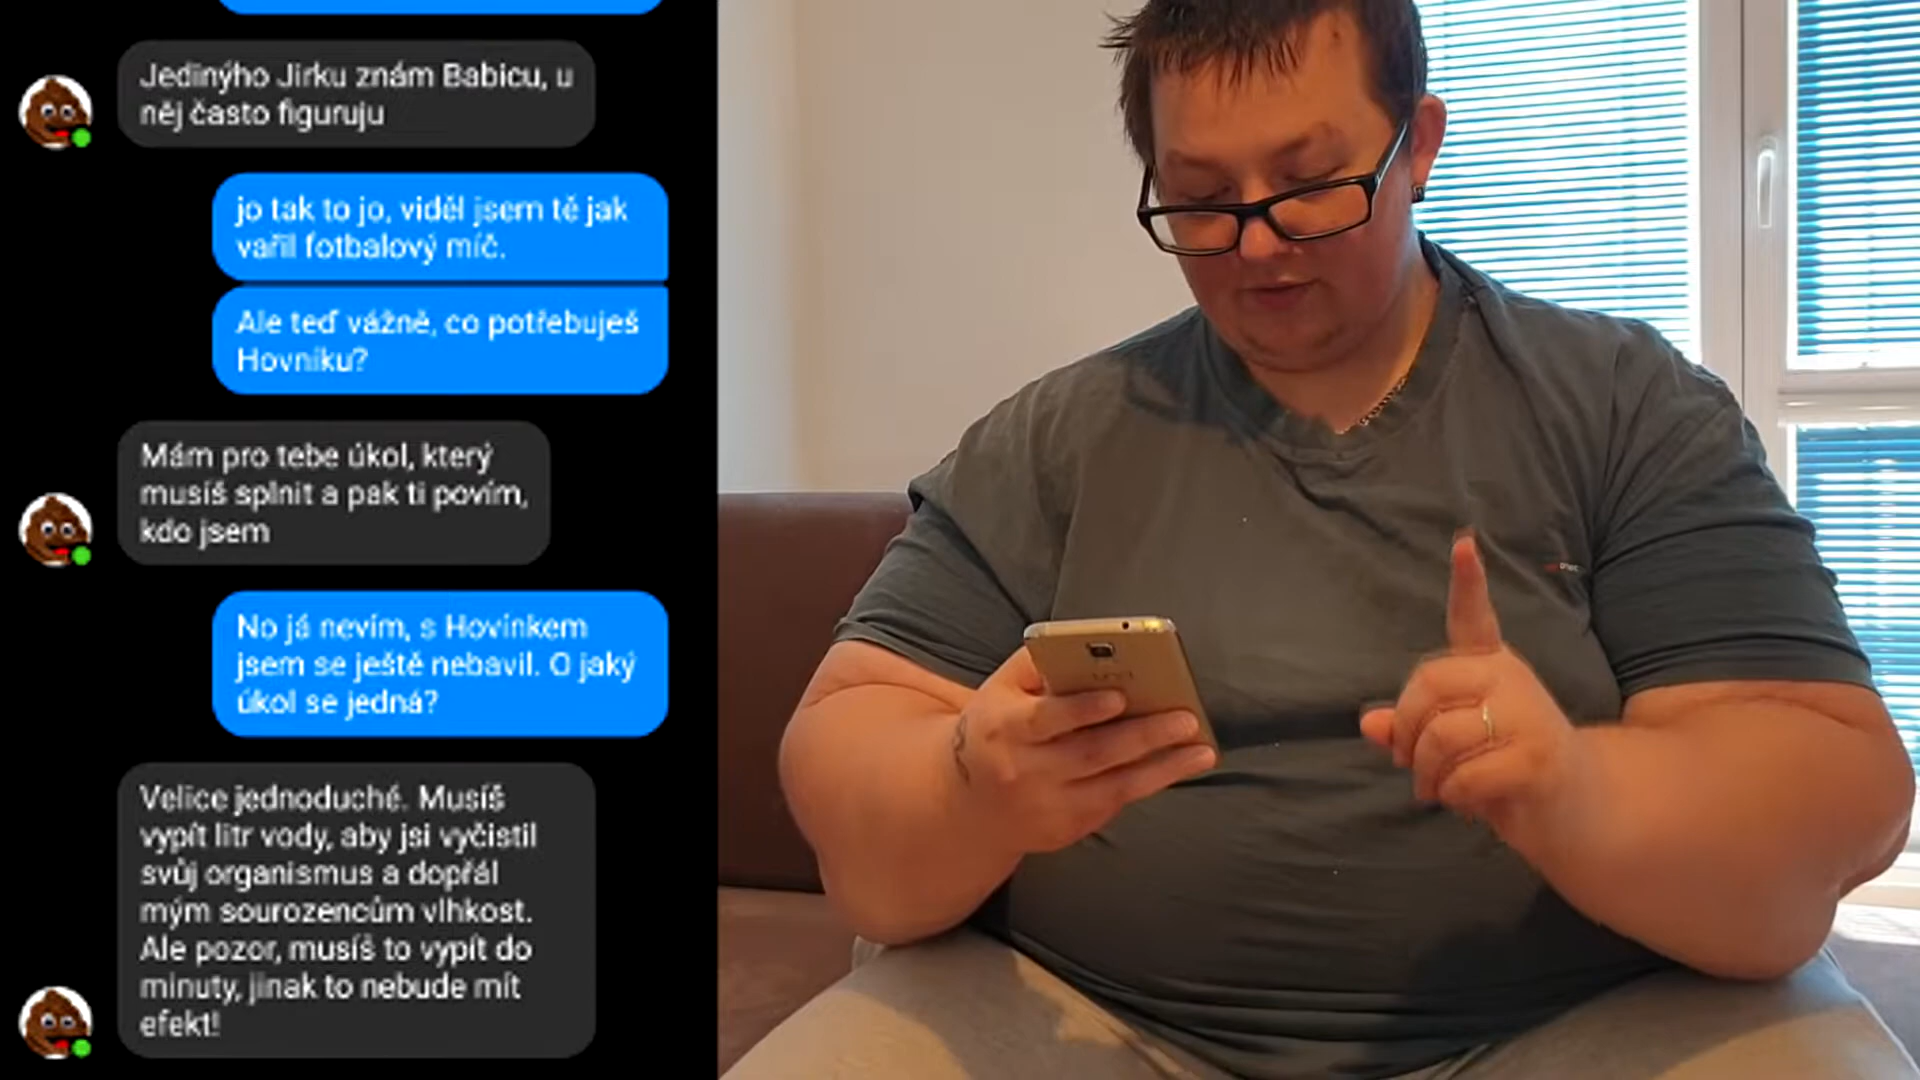 Jedinýho Jirku znám Babicu, u
něj často figuruju
jo tak to jo, viděl jsem tě jak
vařil fotbalový míč.
Ale teď vážně, co potřebuješ
Hovníku?
Mám pro tebe úkol, který
musíš splnit a pak ti povím,
kdo jsem
No já nevím, s Hovínkem
jsem se ještě nebavil. O jaký
úkol se jedná?
Velice jednoduché. Musíš
vypít litr vody, aby jsi vyčistil
svůj organismus a dopřál
mým sourozencům vlhkost.
Ale pozor, musíš to vypít do
minuty, jinak to nebude mít
efekt!